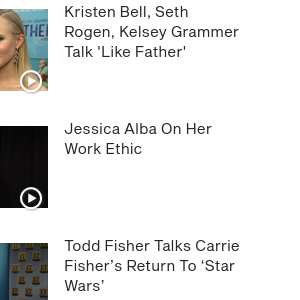 Kristen Bell, Seth
Rogen, Kelsey Grammer
Talk 'Like Father'
Jessica Alba On Her
Work Ethic
Todd Fisher Talks Carrie
Fisher’s Return To ‘Star
Wars’